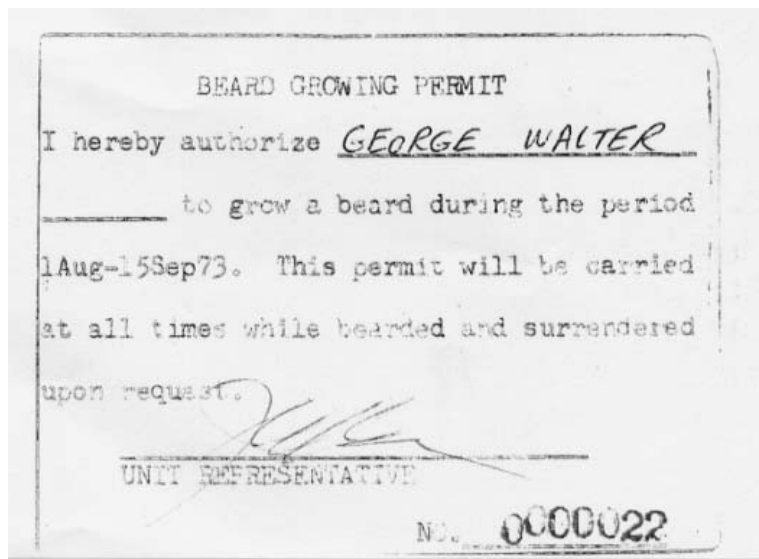 BEARD GROWING PERMIT
I hereby authorize GEORGE WALTER
to grow a beard during the period
1Aug-15Sep73. This permit will be carried
at all times while bearded and surrendered
upon request.
UNIT REPRESENTATIVE
NO. 0000022